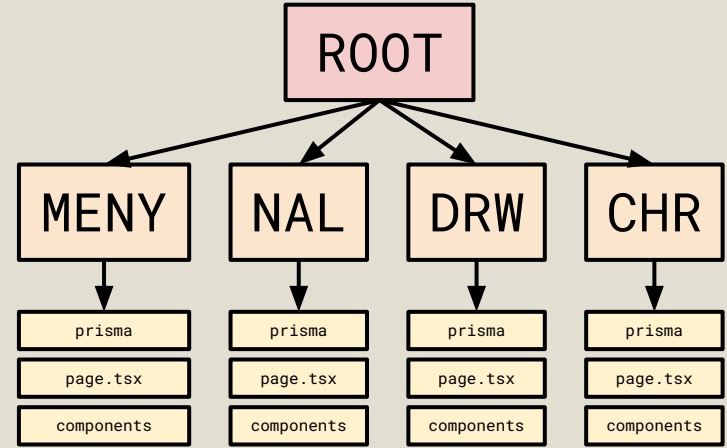 ROOT
MENY NAL DRW CHR
prisma prisma prisma prisma
page.tsx page.tsx page.tsx page.tsx
components components components components